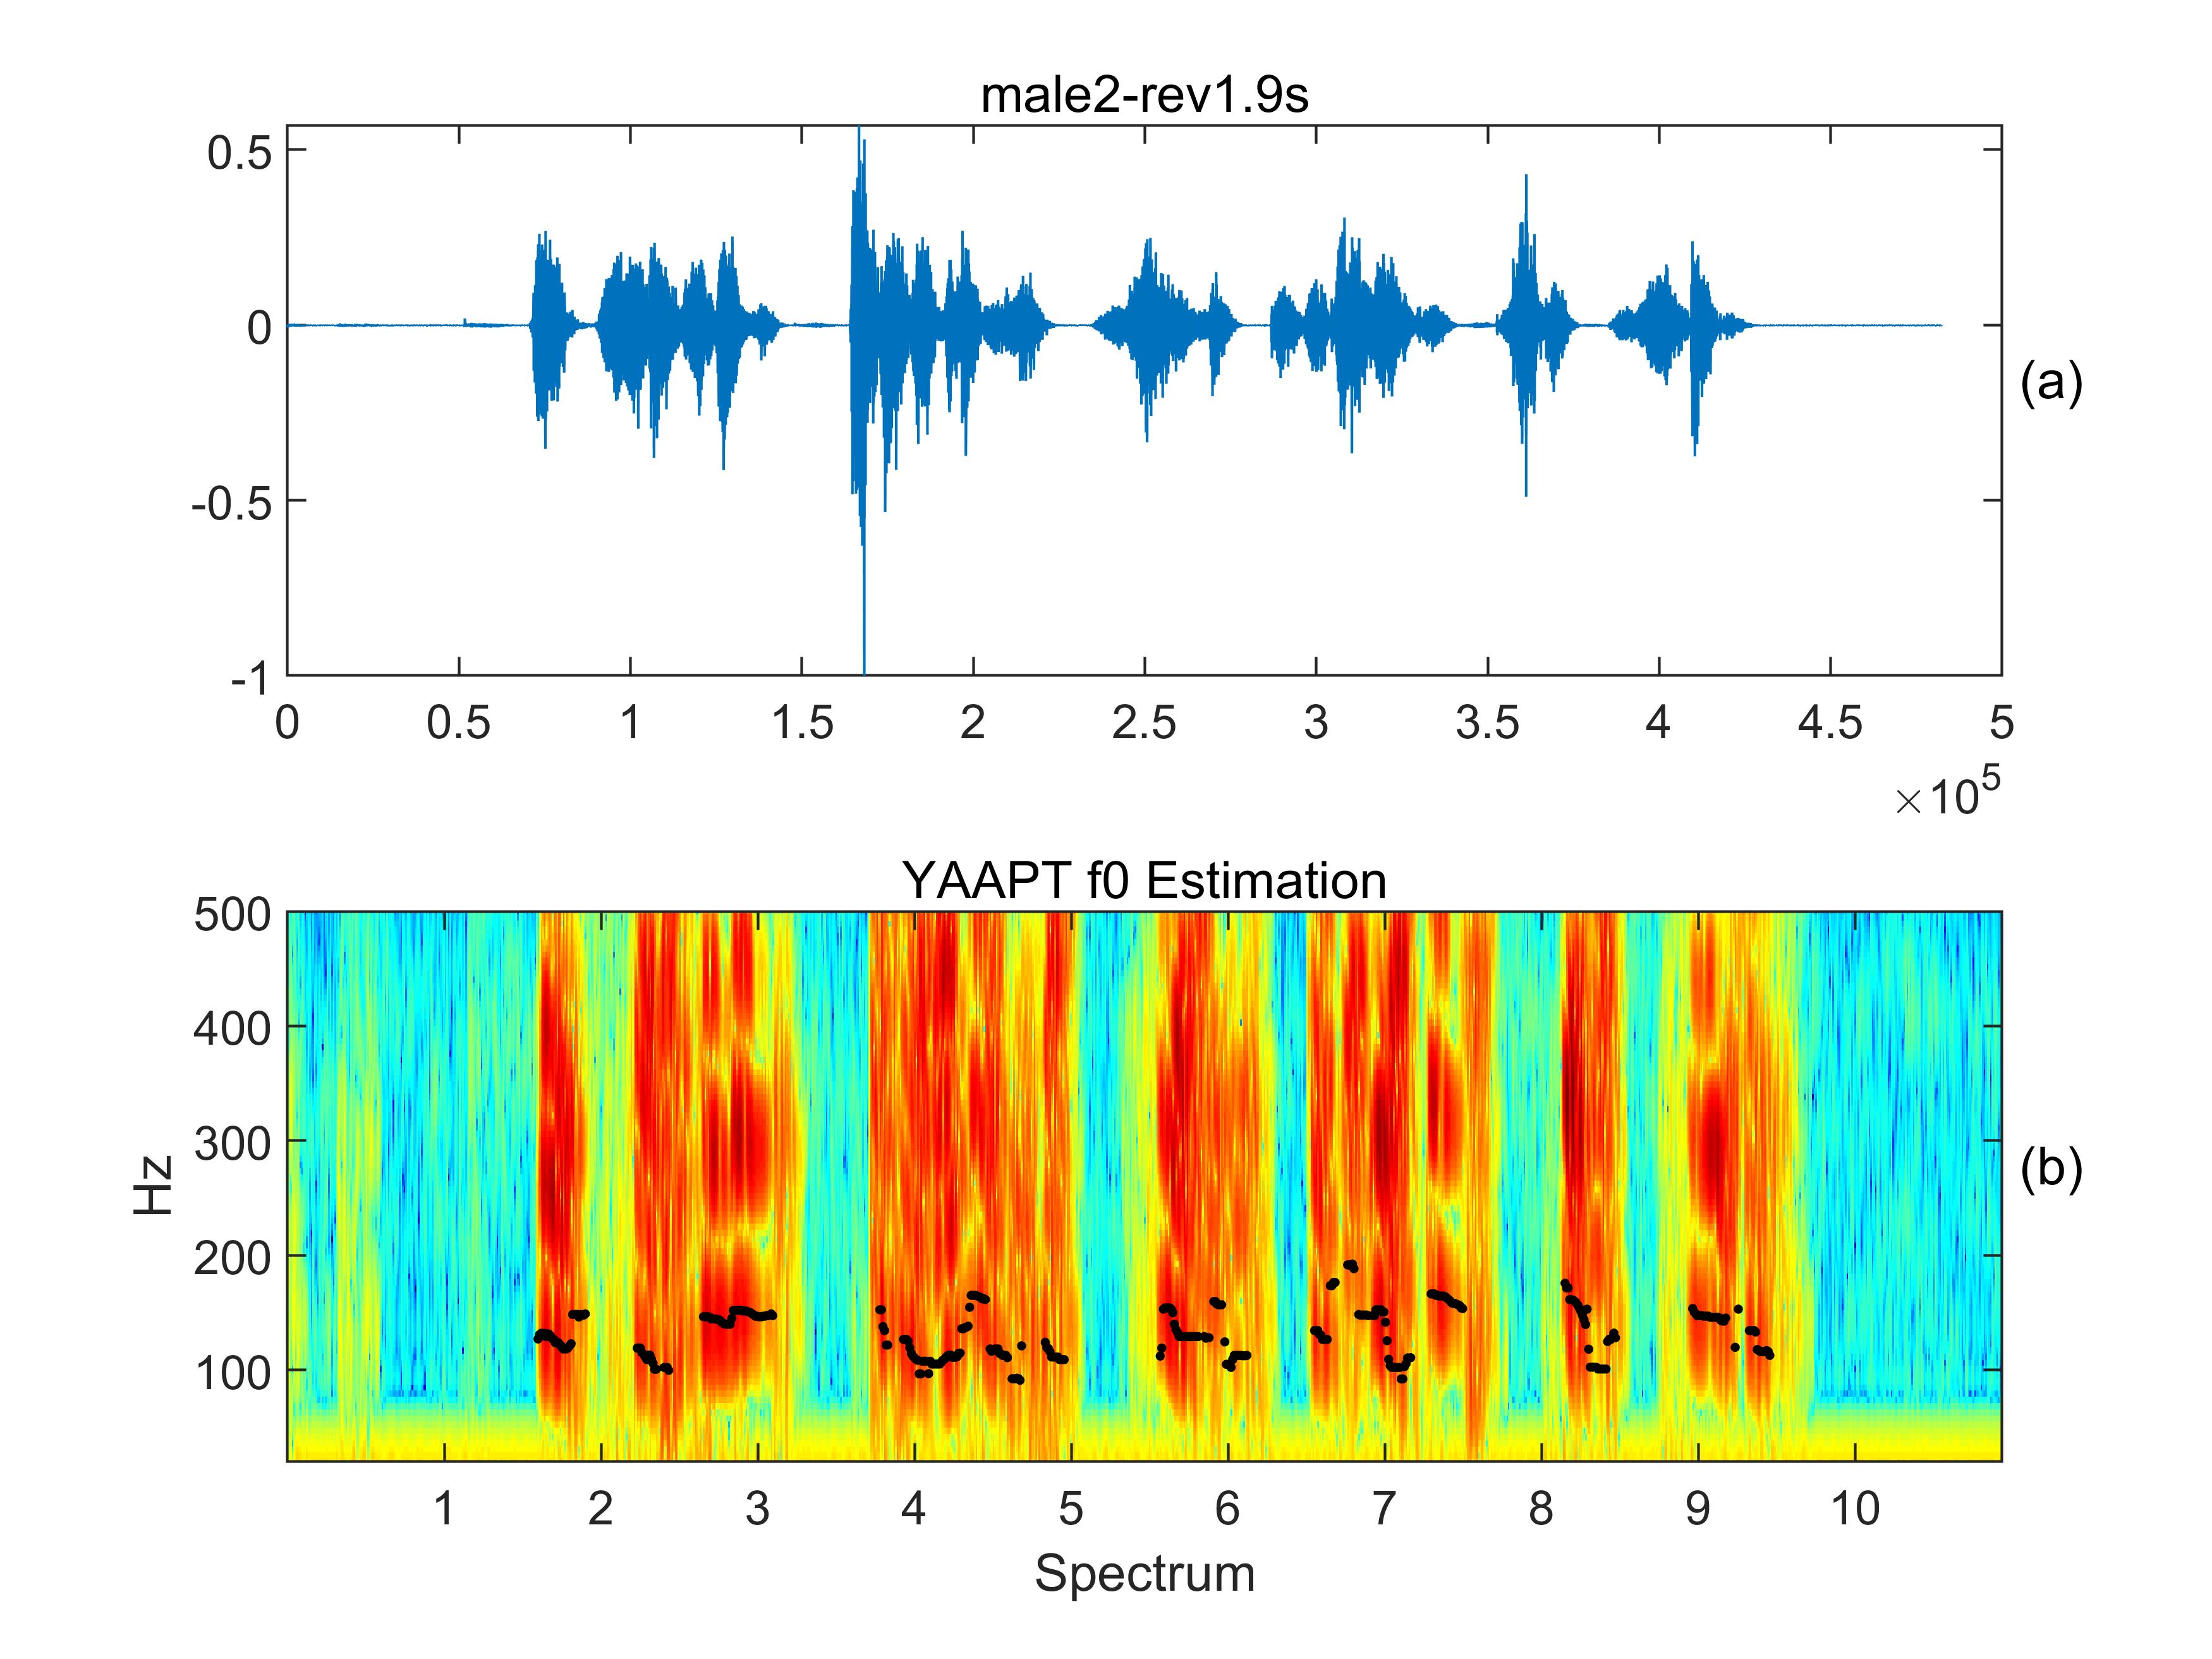 male2-rev1.9s
0.5
0
-0.5
-1
(a)
0 0.5 1 1.5 2 2.5 3 3.5 4 4.5 5
×10^5
YAAPT f0 Estimation
500
400
300
200
100
Hz
(b)
1 2 3 4 5 6 7 8 9 10
Spectrum